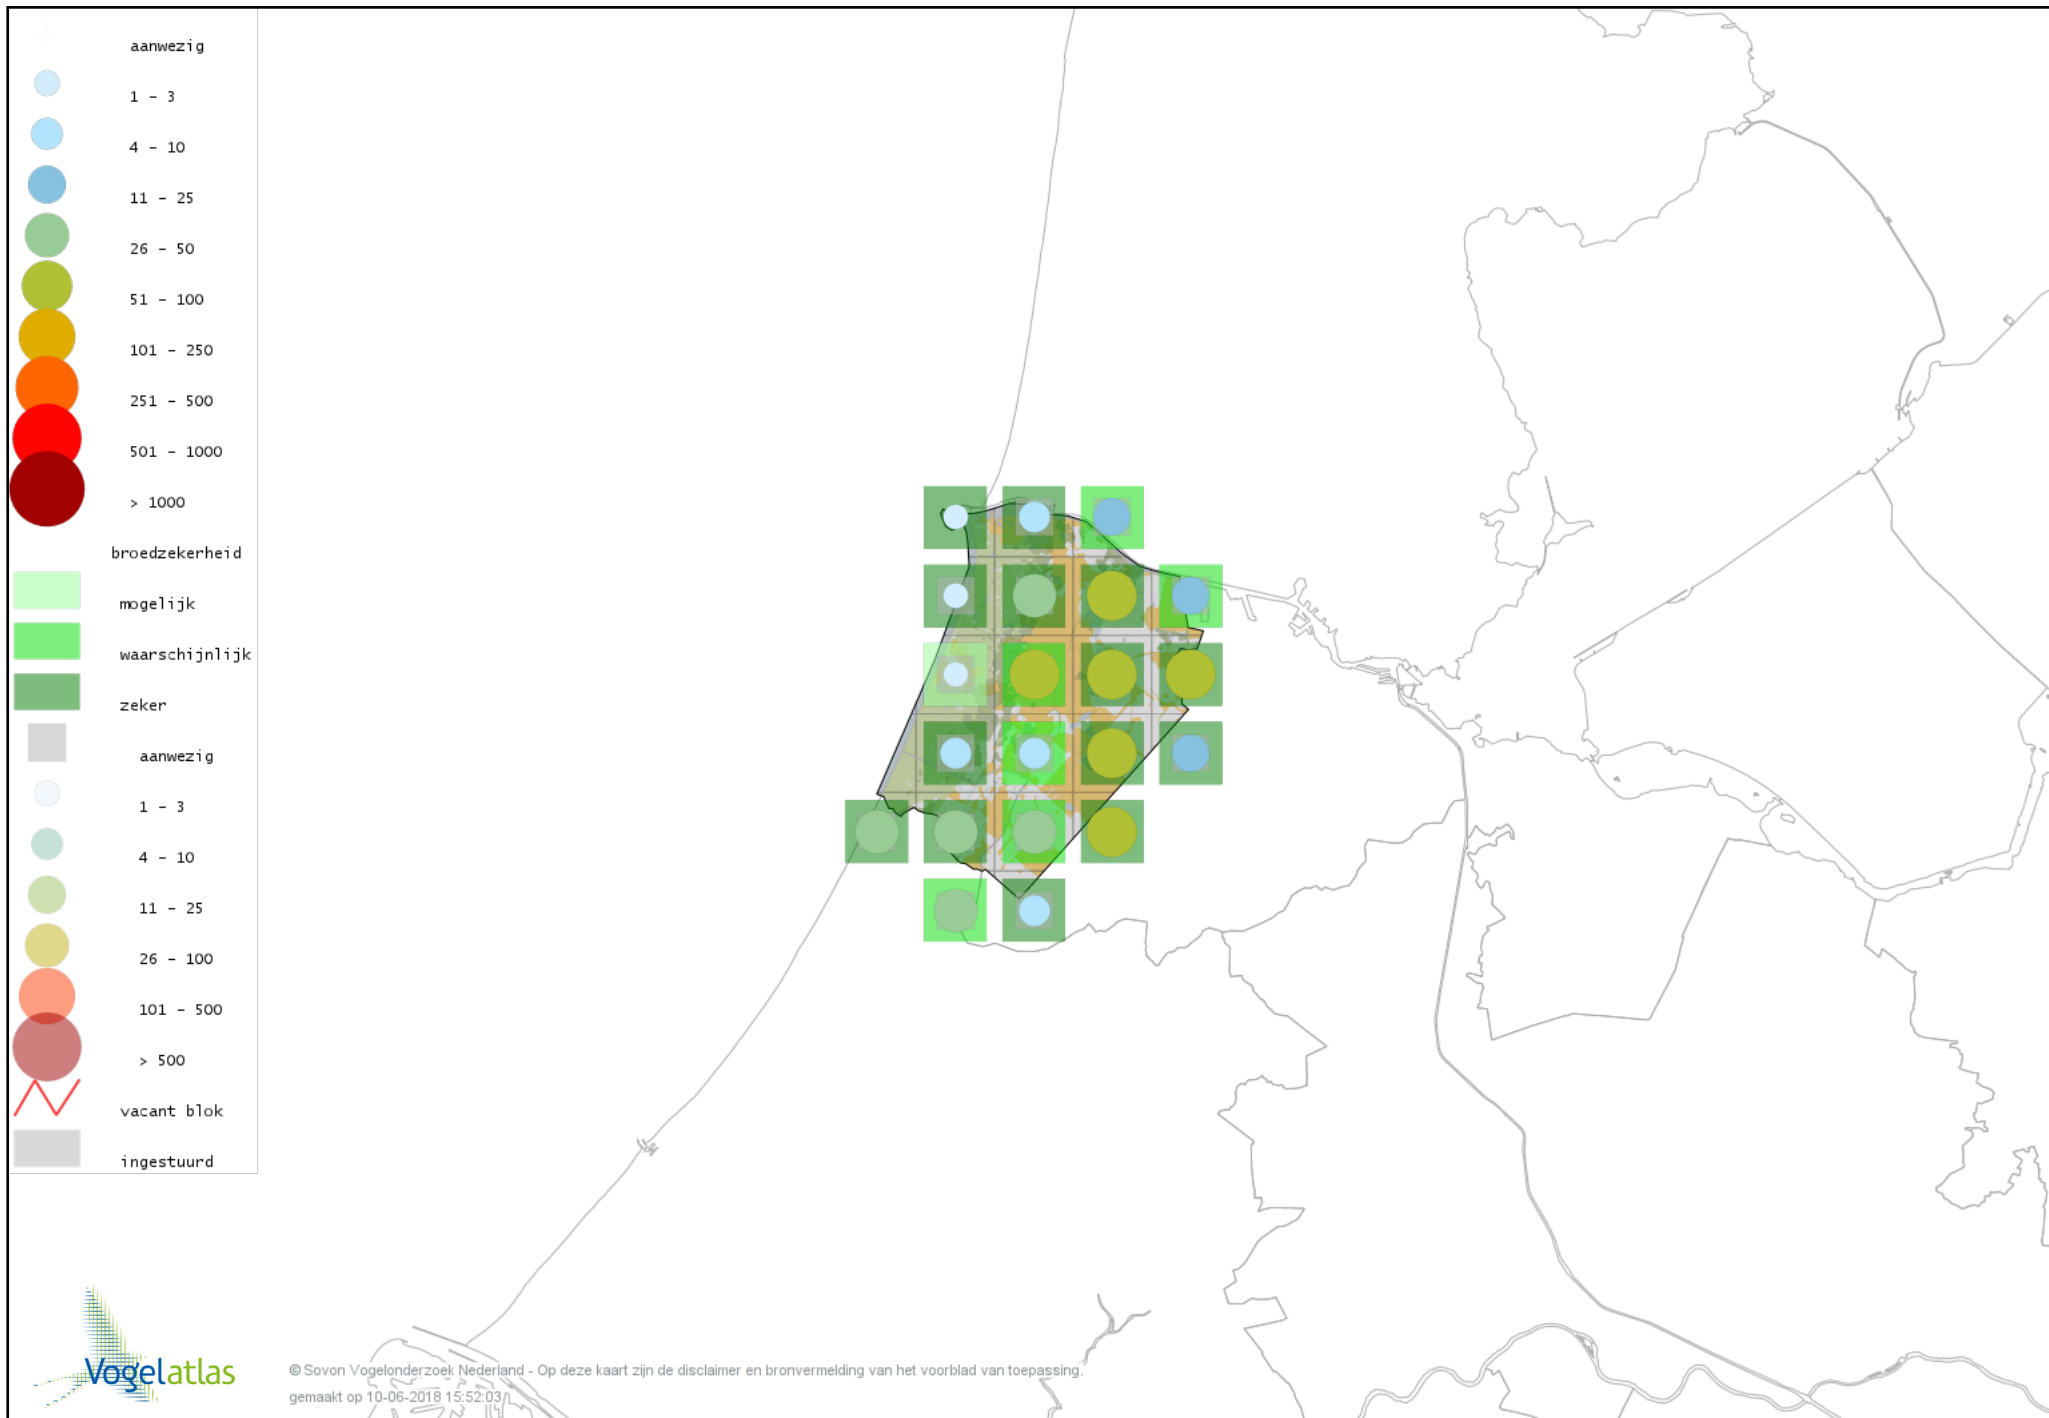 aanwezig
1 - 3
4 - 10
11 - 25
26 - 50
51 - 100
101 - 250
251 - 500
501 - 1000
> 1000
broedzekerheid
mogelijk
waarschijnlijk
zeker
aanwezig
1 - 3
4 - 10
11 - 25
26 - 100
101 - 500
> 500
vacant blok
ingestuurd
Vogelatlas
© Sovon Vogelonderzoek Nederland - Op deze kaart zijn de disclaimer en bronvermelding van het voorblad van toepassing.
gemaakt op 10-06-2018 15:52:03